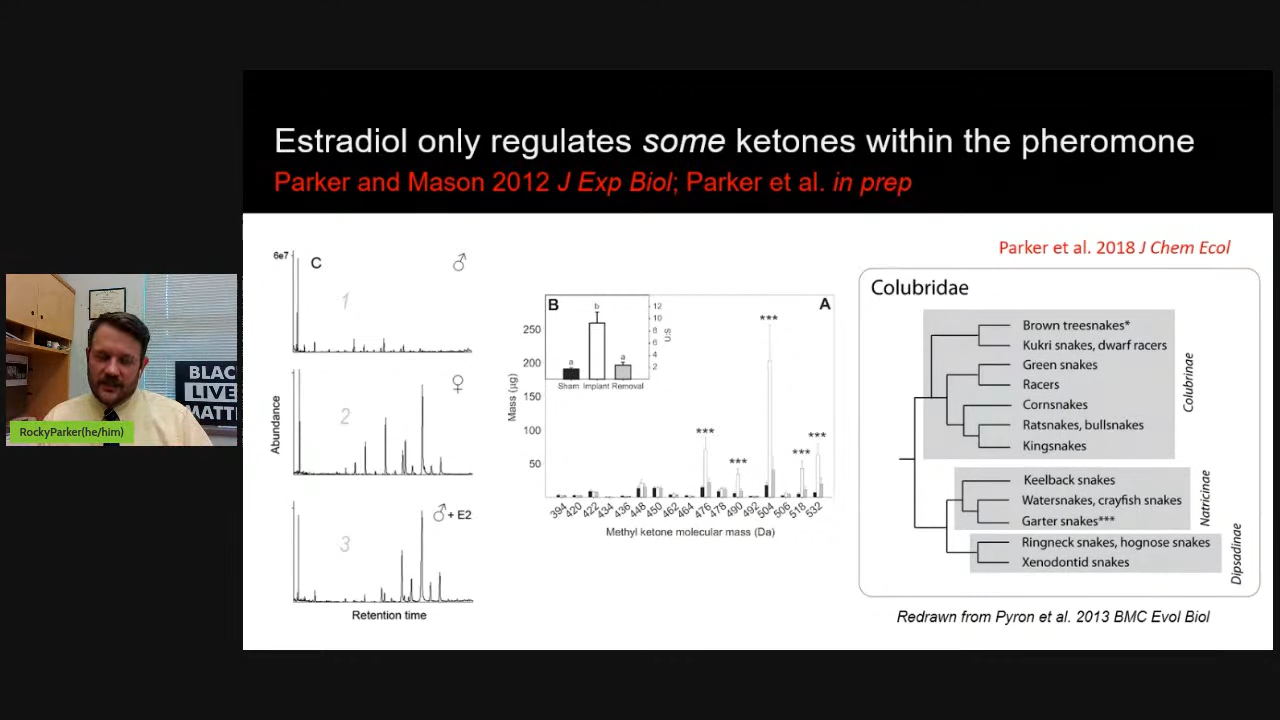 Estradiol only regulates some ketones within the pheromone
Parker and Mason 2012 J Exp Biol; Parker et al. in prep
6e7
C
♂
1
♀
2
♂ + E2
3
Abundance
Retention time
B
b
a
a
12
10
8
6
4
2
U:S
Sham Implant Removal
A
250
200
150
100
50
Mass (µg)
***
***
***
***
***
394 420 422 434 436 448 450 462 464 476 478 490 492 504 506 518 532
Methyl ketone molecular mass (Da)
Parker et al. 2018 J Chem Ecol
Colubridae
Brown treesnakes*
Kukri snakes, dwarf racers
Green snakes
Racers
Cornsnakes
Ratsnakes, bullsnakes
Kingsnakes
Colubrinae
Keelback snakes
Watersnakes, crayfish snakes
Garter snakes***
Natricinae
Ringneck snakes, hognose snakes
Xenodontid snakes
Dipsadinae
Redrawn from Pyron et al. 2013 BMC Evol Biol
BLACK
LIVE
MATT
RockyParker(he/him)